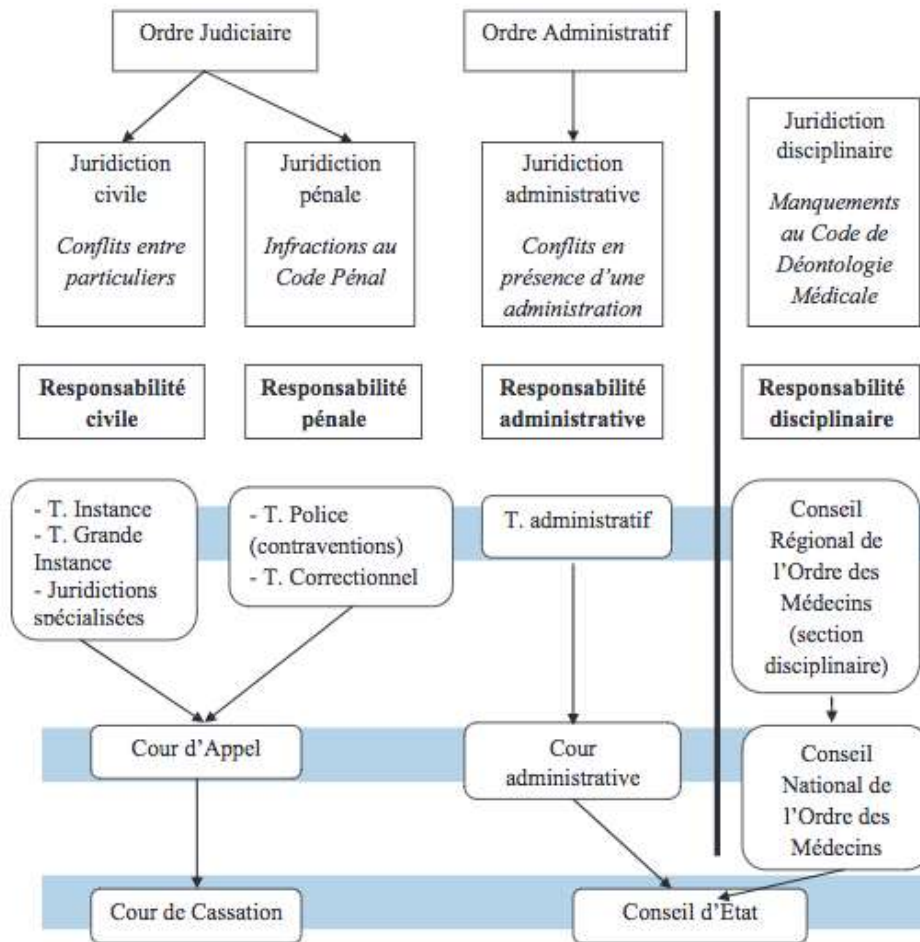 Ordre Judiciaire
Ordre Administratif
Juridiction
civile
Conflits entre
particuliers
Juridiction
pénale
Infractions au
Code Pénal
Juridiction
administrative
Conflits en
présence d’une
administration
Juridiction
disciplinaire
Manquements
au Code de
Déontologie
Médicale
Responsabilité
civile
Responsabilité
pénale
Responsabilité
administrative
Responsabilité
disciplinaire
- T. Instance
- T. Grande
Instance
- Juridictions
spécialisées
- T. Police
(contraventions)
- T. Correctionnel
T. administratif
Conseil
Régional de
l’Ordre des
Médecins
(section
disciplinaire)
Cour d’Appel
Cour
administrative
Conseil
National de
l’Ordre des
Médecins
Cour de Cassation
Conseil d’Etat